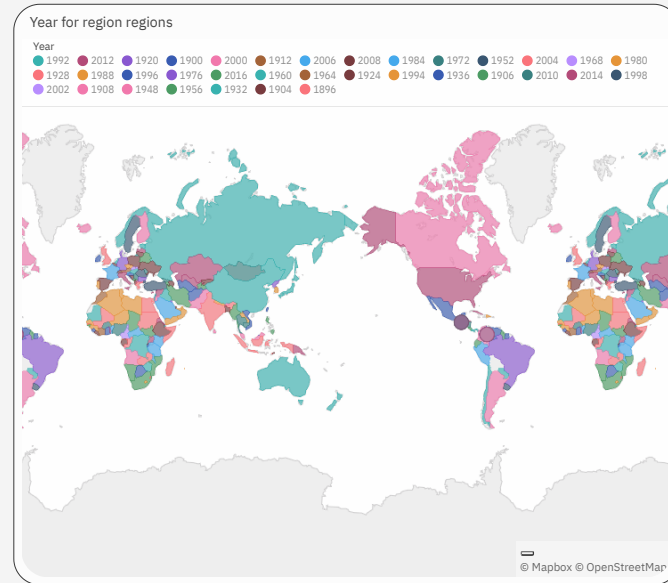 Year for region regions
Year
1992 2012 1920 1900 2000 1912 2006 2008 1984 1972 1952 2004 1968 1980
1928 1988 1996 1976 2016 1960 1964 1924 1994 1936 1906 2010 2014 1998
2002 1908 1948 1956 1932 1904 1896
© Mapbox © OpenStreetMap